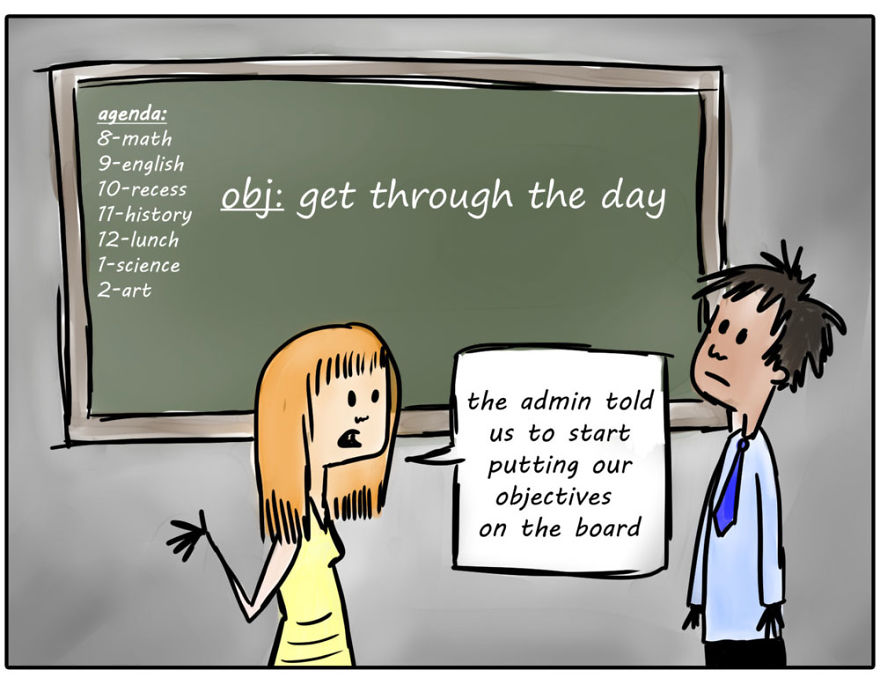 agenda:
8-math
9-english
10-recess
11-history
12-lunch
1-science
2-art
obj: get through the day
the admin told
us to start
putting our
objectives
on the board